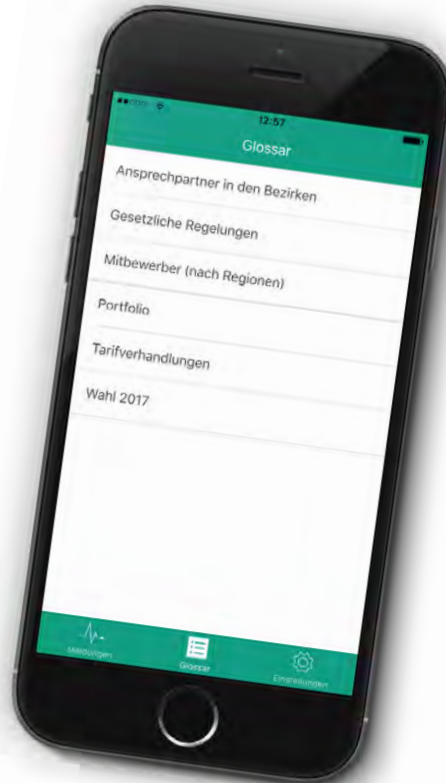 12:57
Glossar
Ansprechpartner in den Bezirken
Gesetzliche Regelungen
Mitbewerber (nach Regionen)
Portfolio
Tarifverhandlungen
Wahl 2017
Meldungen
Glossar
Einstellungen